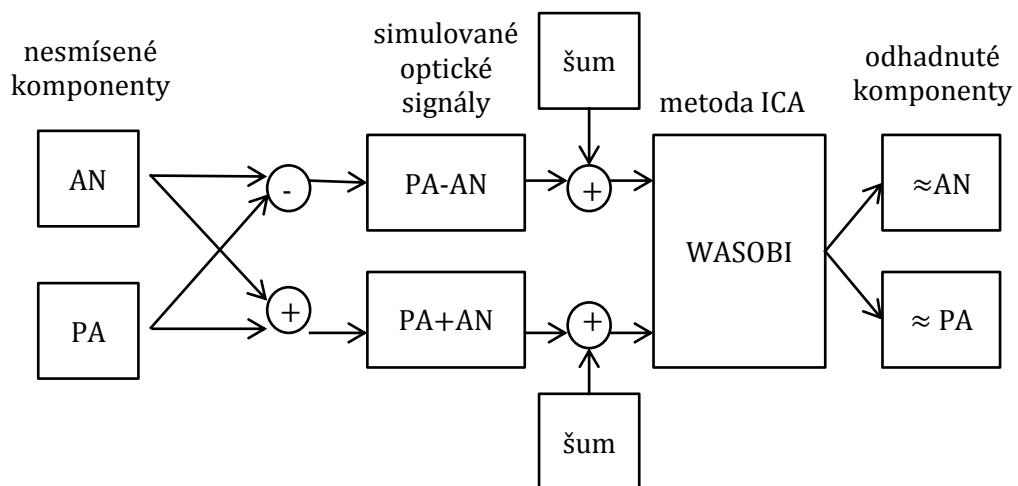 nesmísené
komponenty
simulované
optické
signály
šum
metoda ICA
odhadnuté
komponenty
AN
-
PA-AN
+
WASOBI
≈AN
PA
+
PA+AN
+
≈ PA
šum